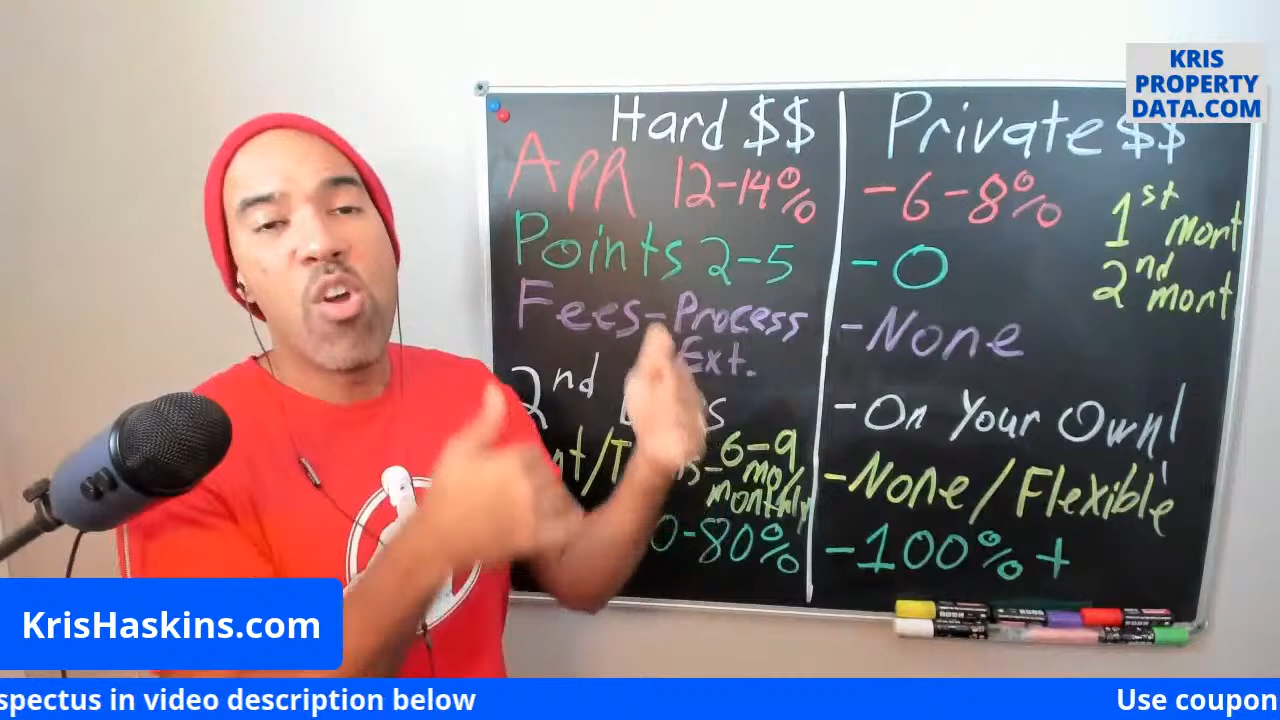 KRIS
PROPERTY
DATA.COM
Hard $$
Private $$
APR 12-14%
-6-8%
1st mont
Points 2-5
-0
2nd mont
Fees-Process
Ext.
-None
2nd
-On Your Own!
6-9
mo/
monthly
-None/Flexible
0-80%
-100%+
KrisHaskins.com
spectus in video description below
Use coupon